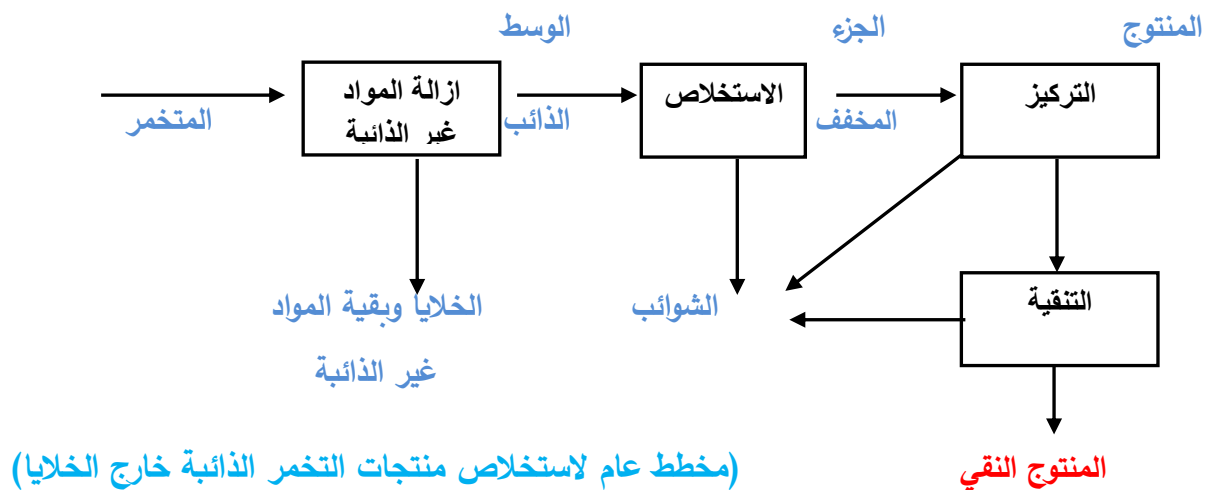 المنتوج
الجزء
الوسط
ازالة المواد
غير الذائبة
الاستخلاص
التركيز
المتخمر
الذائب
المخفف
الخلايا وبقية المواد
غير الذائبة
الشوائب
التنقية
المنتوج النقي
(مخطط عام لاستخلاص منتجات التخمر الذائبة خارج الخلايا)